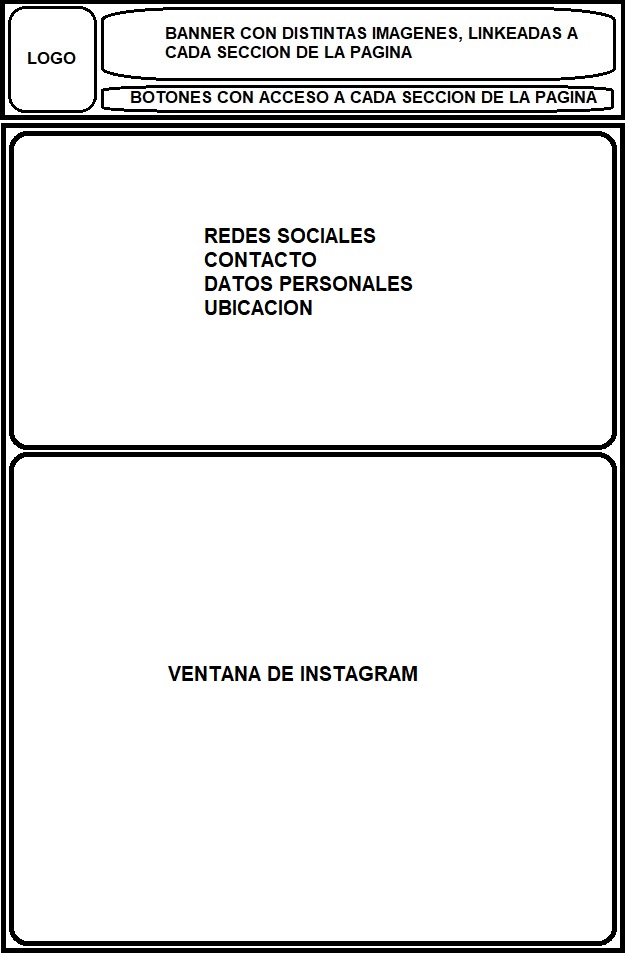 LOGO
BANNER CON DISTINTAS IMAGENES, LINKEADAS A
CADA SECCION DE LA PAGINA
BOTONES CON ACCESO A CADA SECCION DE LA PAGINA
REDES SOCIALES
CONTACTO
DATOS PERSONALES
UBICACION
VENTANA DE INSTAGRAM